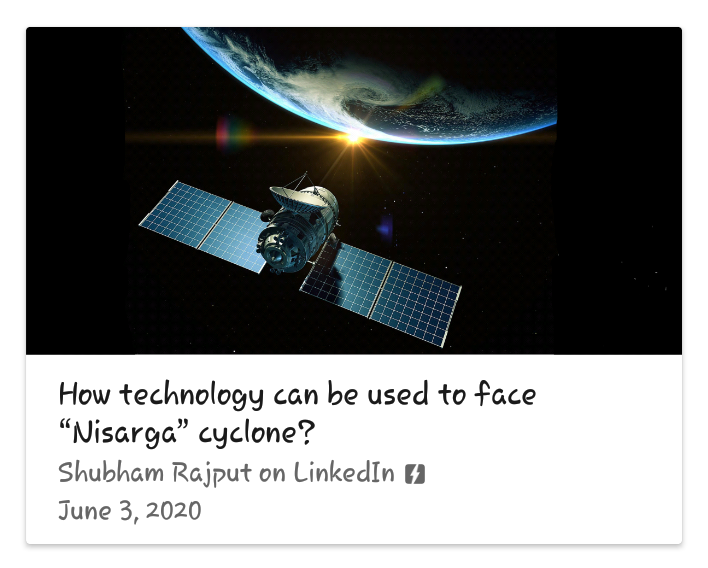 How technology can be used to face
“Nisarga” cyclone?
Shubham Rajput on LinkedIn
June 3, 2020